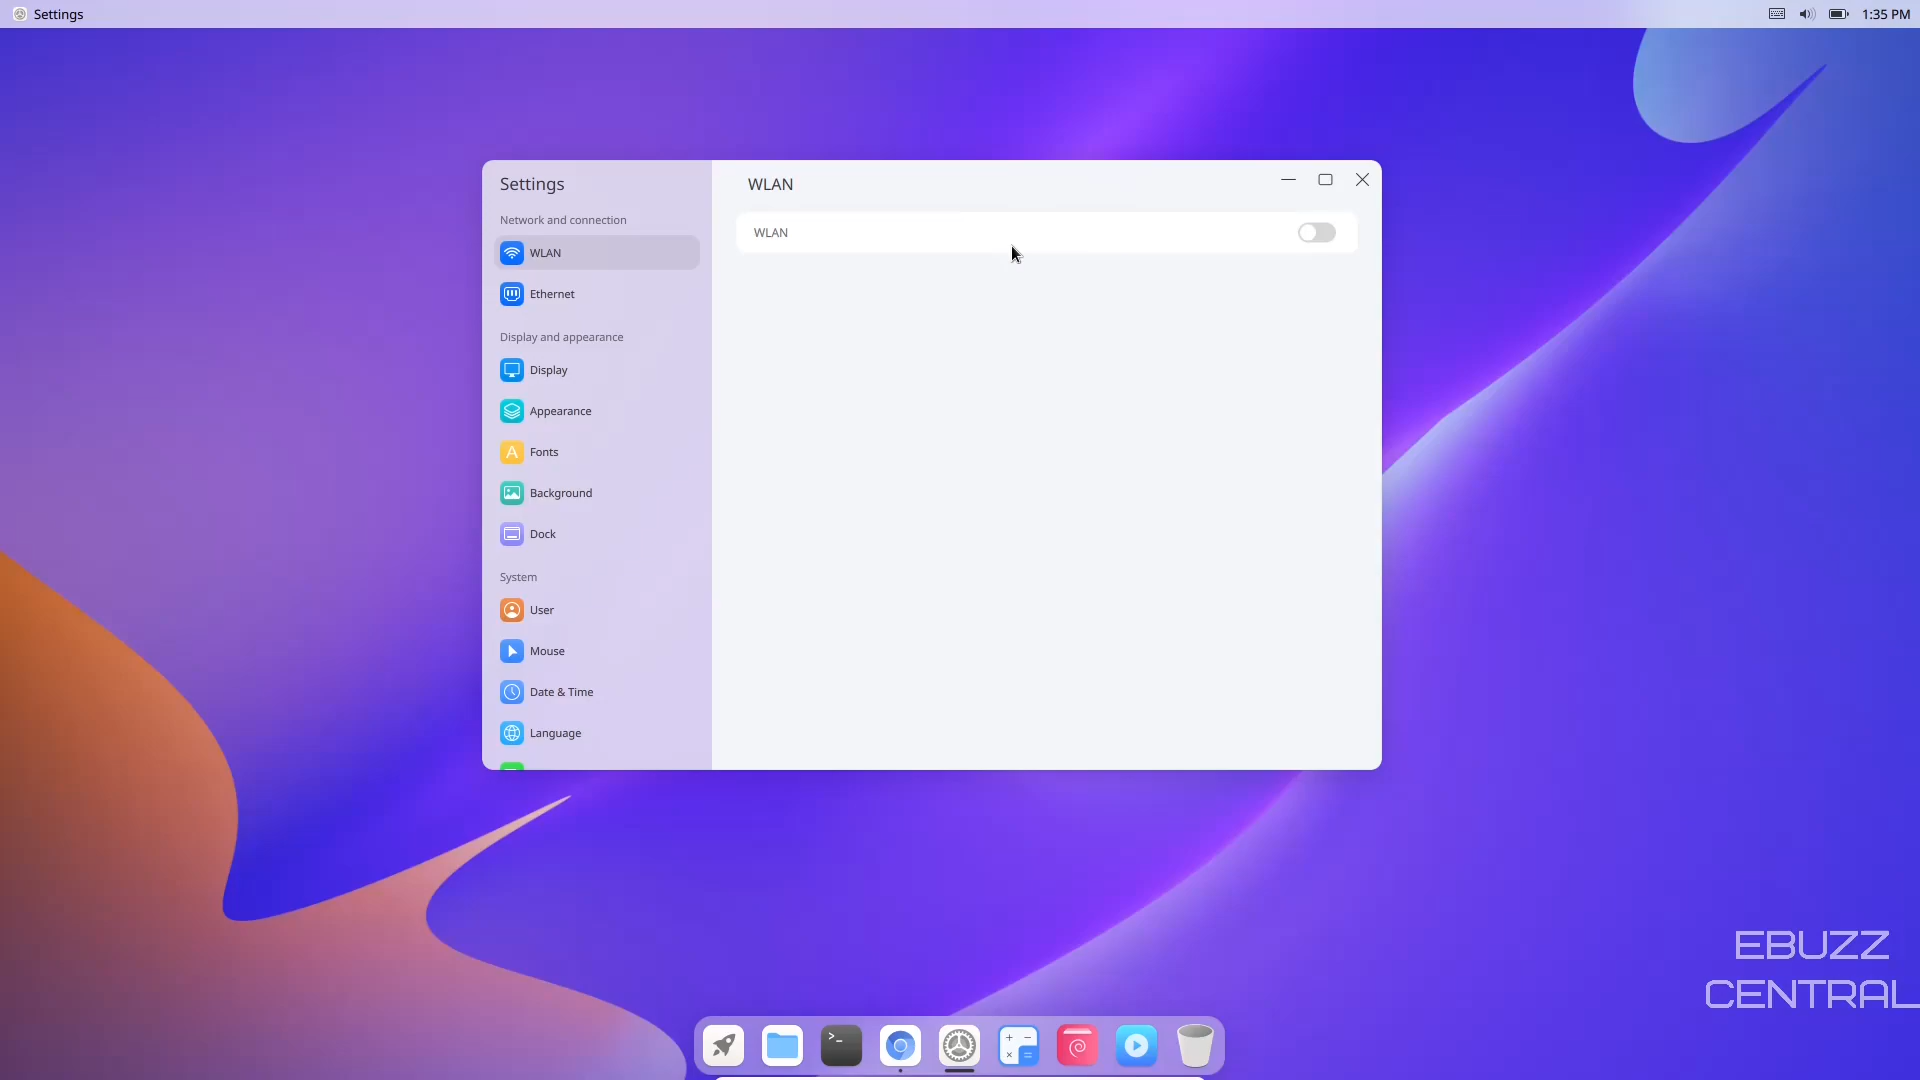 Settings
1:35 PM
Settings
WLAN
Network and connection
WLAN
WLAN
Ethernet
Display and appearance
Display
Appearance
Fonts
Background
Dock
System
User
Mouse
Date & Time
Language
EBUZZ
CENTRAL